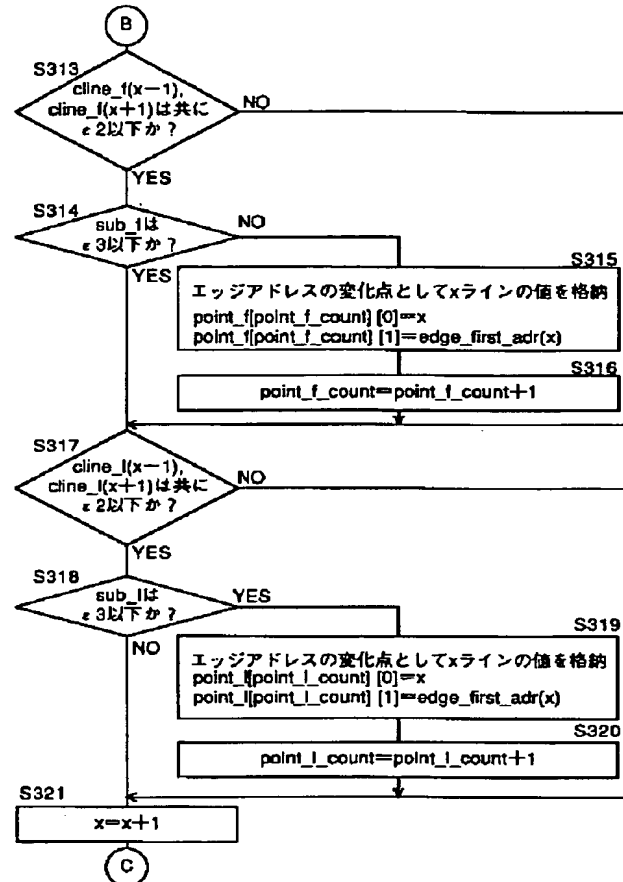 B
S313
cline_f(x−1),
cline_f(x+1)は共に
ε2以下か？
NO
YES
S314
sub_fは
ε3以下か？
NO
YES
S315
エッジアドレスの変化点としてxラインの値を格納
point_f[point_f_count] [0]=x
point_f[point_f_count] [1]=edge_first_adr(x)
S316
point_f_count=point_f_count+1
S317
cline_l(x−1),
cline_l(x+1)は共に
ε2以下か？
NO
YES
S318
sub_lは
ε3以下か？
YES
NO
S319
エッジアドレスの変化点としてxラインの値を格納
point_l[point_l_count] [0]=x
point_l[point_l_count] [1]=edge_first_adr(x)
S320
point_l_count=point_l_count+1
S321
x=x+1
C